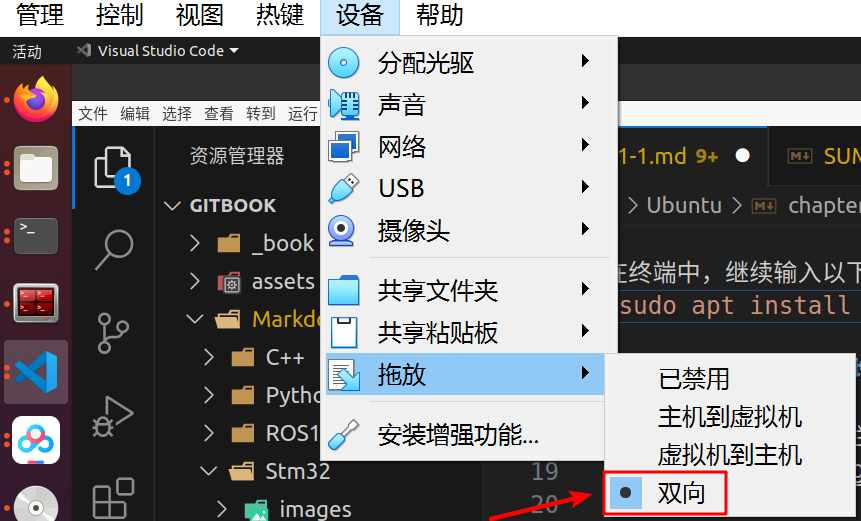 管理 控制 视图 热键 设备 帮助
活动 Visual Studio Code
文件 编辑 选择 查看 转到 运行
资源管理器
1
GITBOOK
_book
assets
C++
ROS1
Stm32
images
分配光驱
声音
网络
USB
摄像头
共享文件夹
共享粘贴板
拖放
安装增强功能...
已禁用
主机到虚拟机
虚拟机到主机
双向
1-1.md 9+
Ubuntu
在终端中，继续输入以下
sudo apt install
19
20